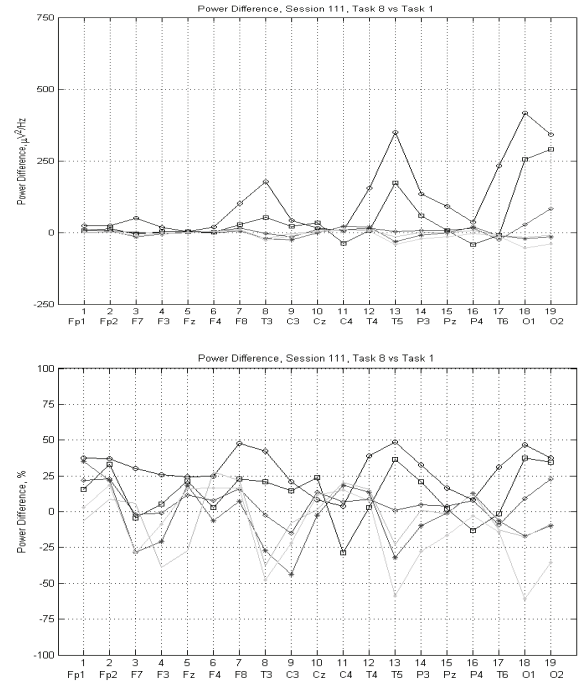 Power Difference, Session 111, Task 8 vs Task 1
750
500
250
0
-250
Power Difference, μV²/Hz
1 2 3 4 5 6 7 8 9 10 11 12 13 14 15 16 17 18 19
Fp1 Fp2 F7 F3 Fz F4 F8 T3 C3 Cz C4 T4 T5 P3 Pz P4 T6 O1 O2
Power Difference, Session 111, Task 8 vs Task 1
100
75
50
25
0
-25
-50
-75
-100
Power Difference, %
1 2 3 4 5 6 7 8 9 10 11 12 13 14 15 16 17 18 19
Fp1 Fp2 F7 F3 Fz F4 F8 T3 C3 Cz C4 T4 T5 P3 Pz P4 T6 O1 O2